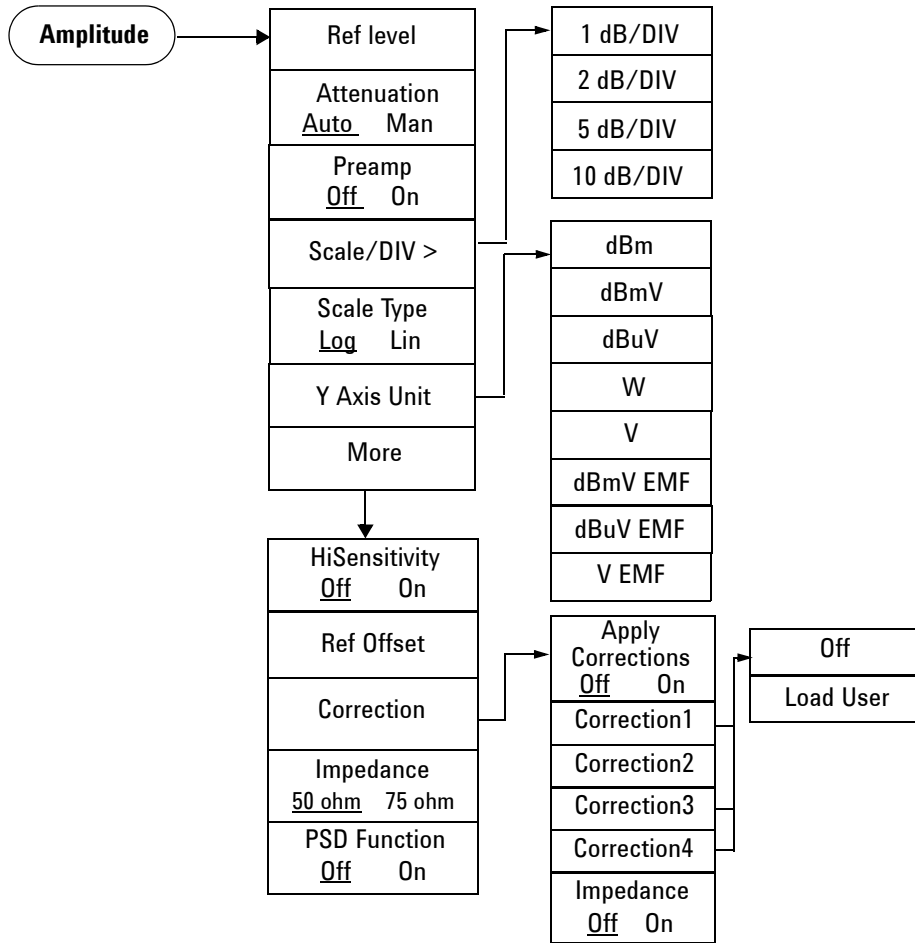 Amplitude
Ref level
Attenuation
Auto Man
Preamp
Off On
Scale/DIV >
Scale Type
Log Lin
Y Axis Unit
More
1 dB/DIV
2 dB/DIV
5 dB/DIV
10 dB/DIV
dBm
dBmV
dBuV
W
V
dBmV EMF
dBuV EMF
V EMF
HiSensitivity
Off On
Ref Offset
Correction
Impedance
50 ohm 75 ohm
PSD Function
Off On
Apply
Corrections
Off On
Correction1
Correction2
Correction3
Correction4
Impedance
Off On
Off
Load User